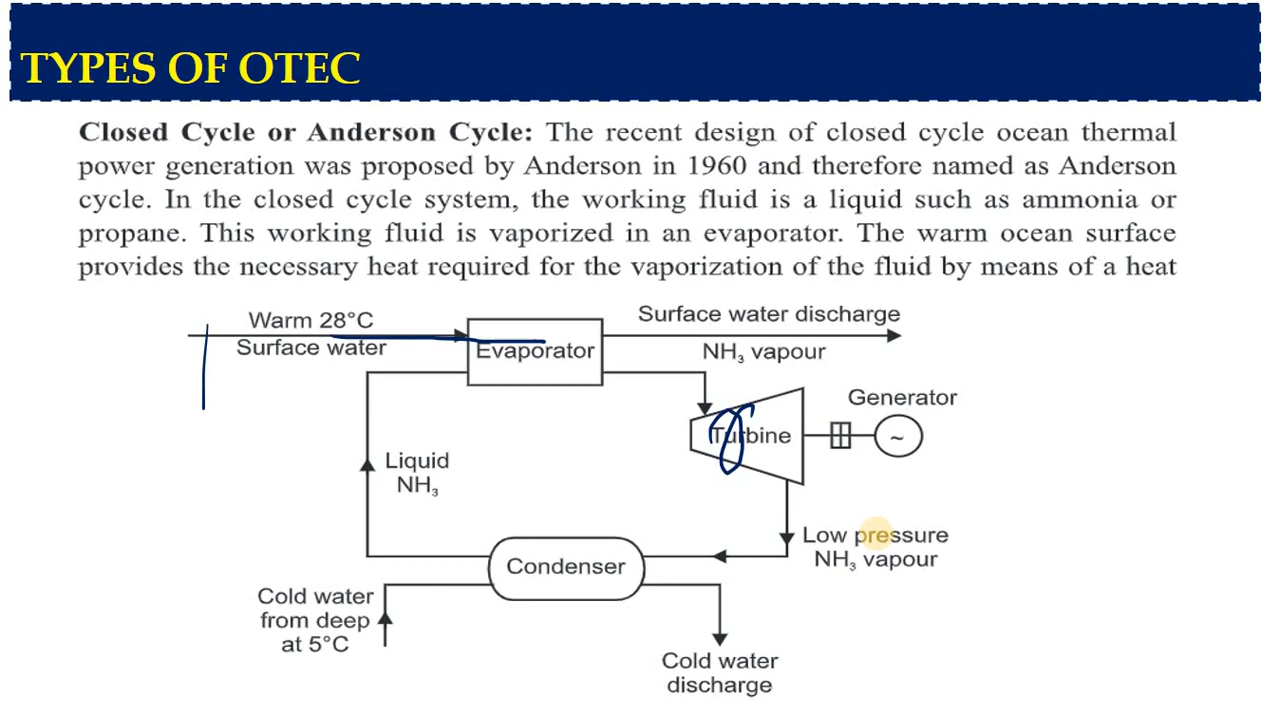 TYPES OF OTEC
Closed Cycle or Anderson Cycle: The recent design of closed cycle ocean thermal
power generation was proposed by Anderson in 1960 and therefore named as Anderson
cycle. In the closed cycle system, the working fluid is a liquid such as ammonia or
propane. This working fluid is vaporized in an evaporator. The warm ocean surface
provides the necessary heat required for the vaporization of the fluid by means of a heat
Warm 28°C
Surface water
Evaporator
Surface water discharge
NH₃ vapour
Generator
Turbine
~
Liquid
NH₃
Low pressure
NH₃ vapour
Condenser
Cold water
from deep
at 5°C
Cold water
discharge